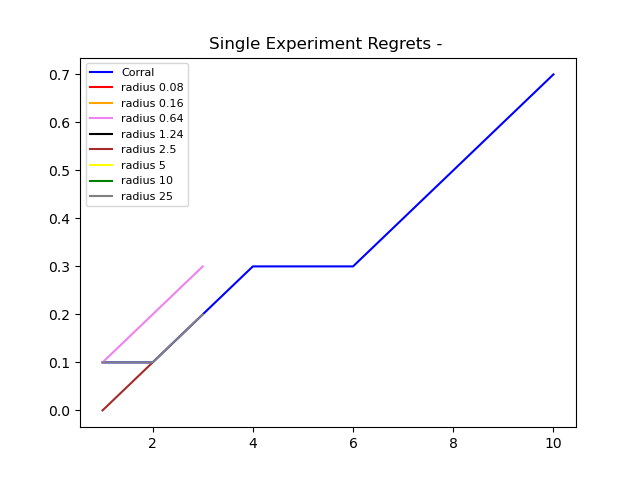 Single Experiment Regrets -
Corral
radius 0.08
radius 0.16
radius 0.64
radius 1.24
radius 2.5
radius 5
radius 10
radius 25
0.7
0.6
0.5
0.4
0.3
0.2
0.1
0.0
2 4 6 8 10